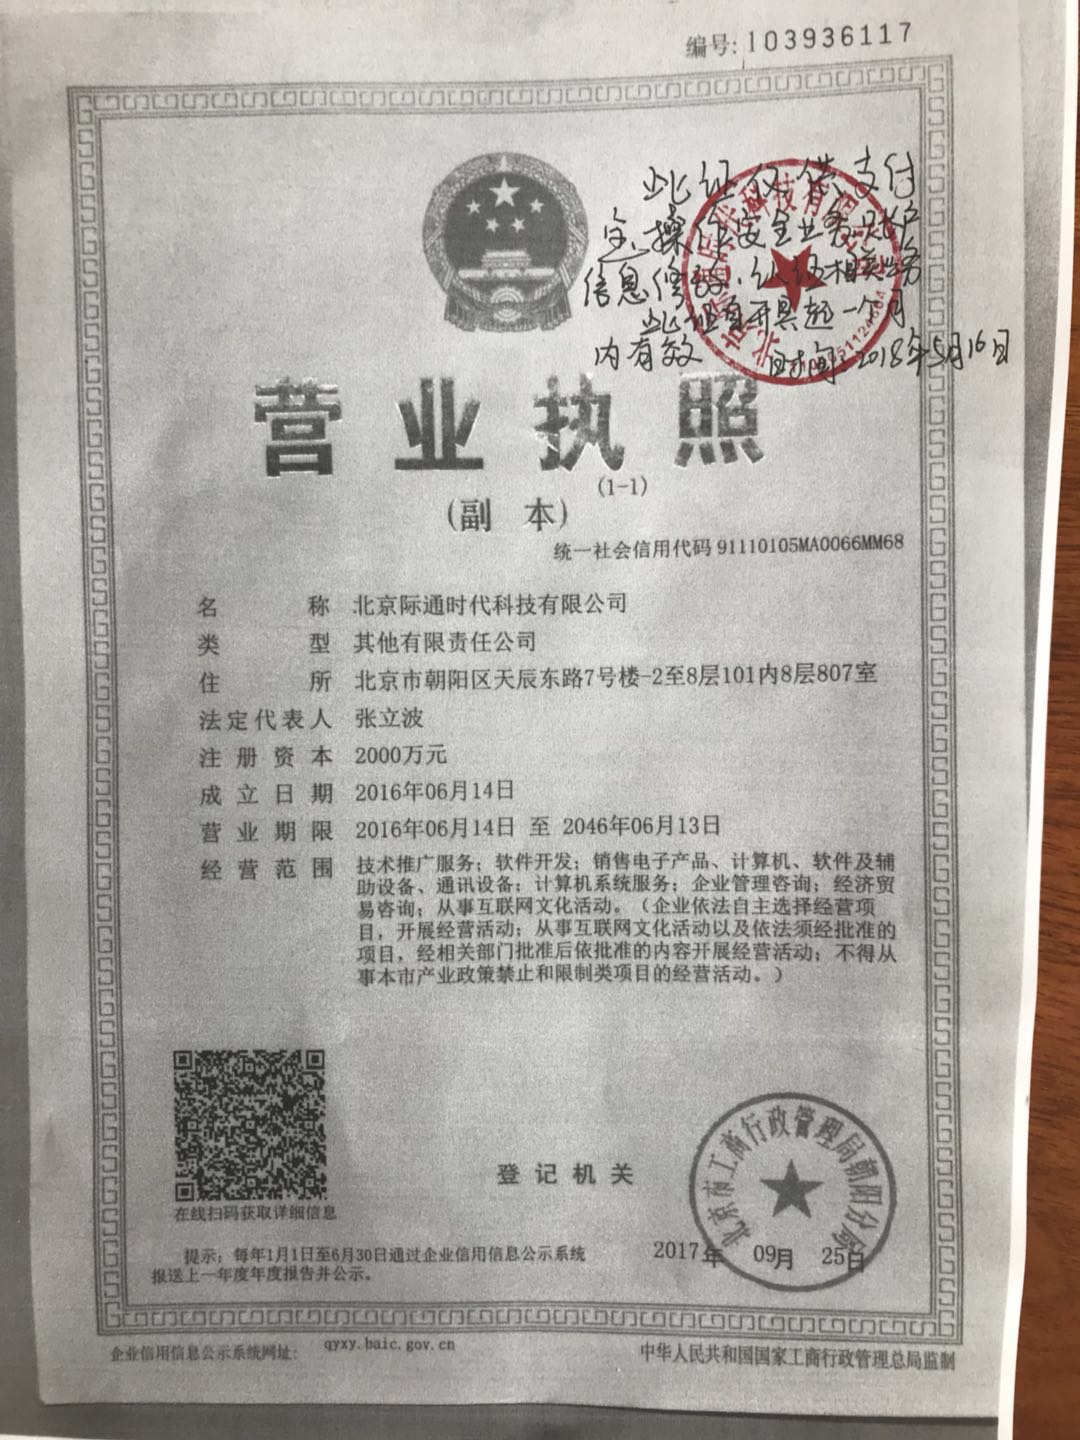 编号:103936117
此证仅供支付
宝操作安全业务只账户
信息修改,认证相关业务
此证自开具起一个月
内有效 时间:2018年5月16日
营业执照
(副 本) (1-1)
统一社会信用代码 91110105MA0066MM68
名 称 北京际通时代科技有限公司
类 型 其他有限责任公司
住 所 北京市朝阳区天辰东路7号楼-2至8层101内8层807室
法定代表人 张立波
注册资本 2000万元
成立日期 2016年06月14日
营业期限 2016年06月14日 至 2046年06月13日
经营范围 技术推广服务;软件开发;销售电子产品、计算机、软件及辅
助设备、通讯设备;计算机系统服务;企业管理咨询;经济贸
易咨询;从事互联网文化活动。(企业依法自主选择经营项
目,开展经营活动;从事互联网文化活动以及依法须经批准的
项目,经相关部门批准后依批准的内容开展经营活动;不得从
事本市产业政策禁止和限制类项目的经营活动。)
在线扫码获取详细信息
登记机关
北京市工商行政管理局朝阳分局
2017年 09月 25日
提示:每年1月1日至6月30日通过企业信用信息公示系统
报送上一年度年度报告并公示。
企业信用信息公示系统网址: qyxy.baic.gov.cn
中华人民共和国国家工商行政管理总局监制